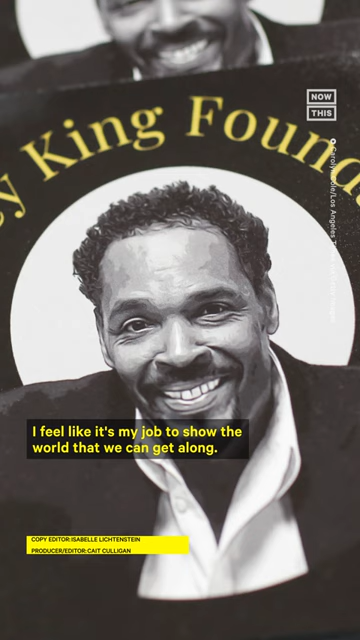 y King Founda
NOW
THIS
I feel like it's my job to show the
world that we can get along.
COPY EDITOR:ISABELLE LICHTENSTEIN
PRODUCER/EDITOR:CAIT CULLIGAN